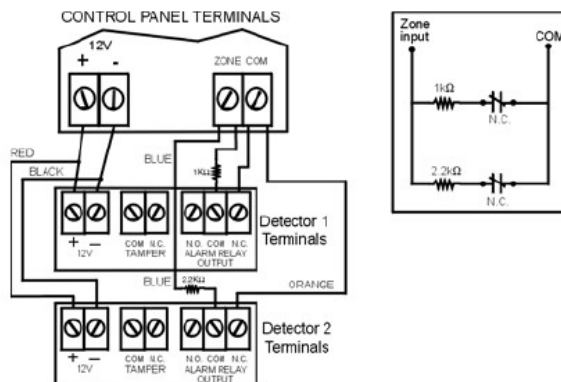 CONTROL PANEL TERMINALS
12V
+ -
ZONE COM
RED
BLACK
BLUE
1KΩ
Detector 1
Terminals
+ −
12V
COM N.C.
TAMPER
N.O. COM N.C.
ALARM RELAY
OUTPUT
BLUE
2.2KΩ
ORANGE
Detector 2
Terminals
+ −
12V
COM N.C.
TAMPER
N.O. COM N.C.
ALARM RELAY
OUTPUT
Zone
input
COM
1kΩ
N.C.
2.2kΩ
N.C.